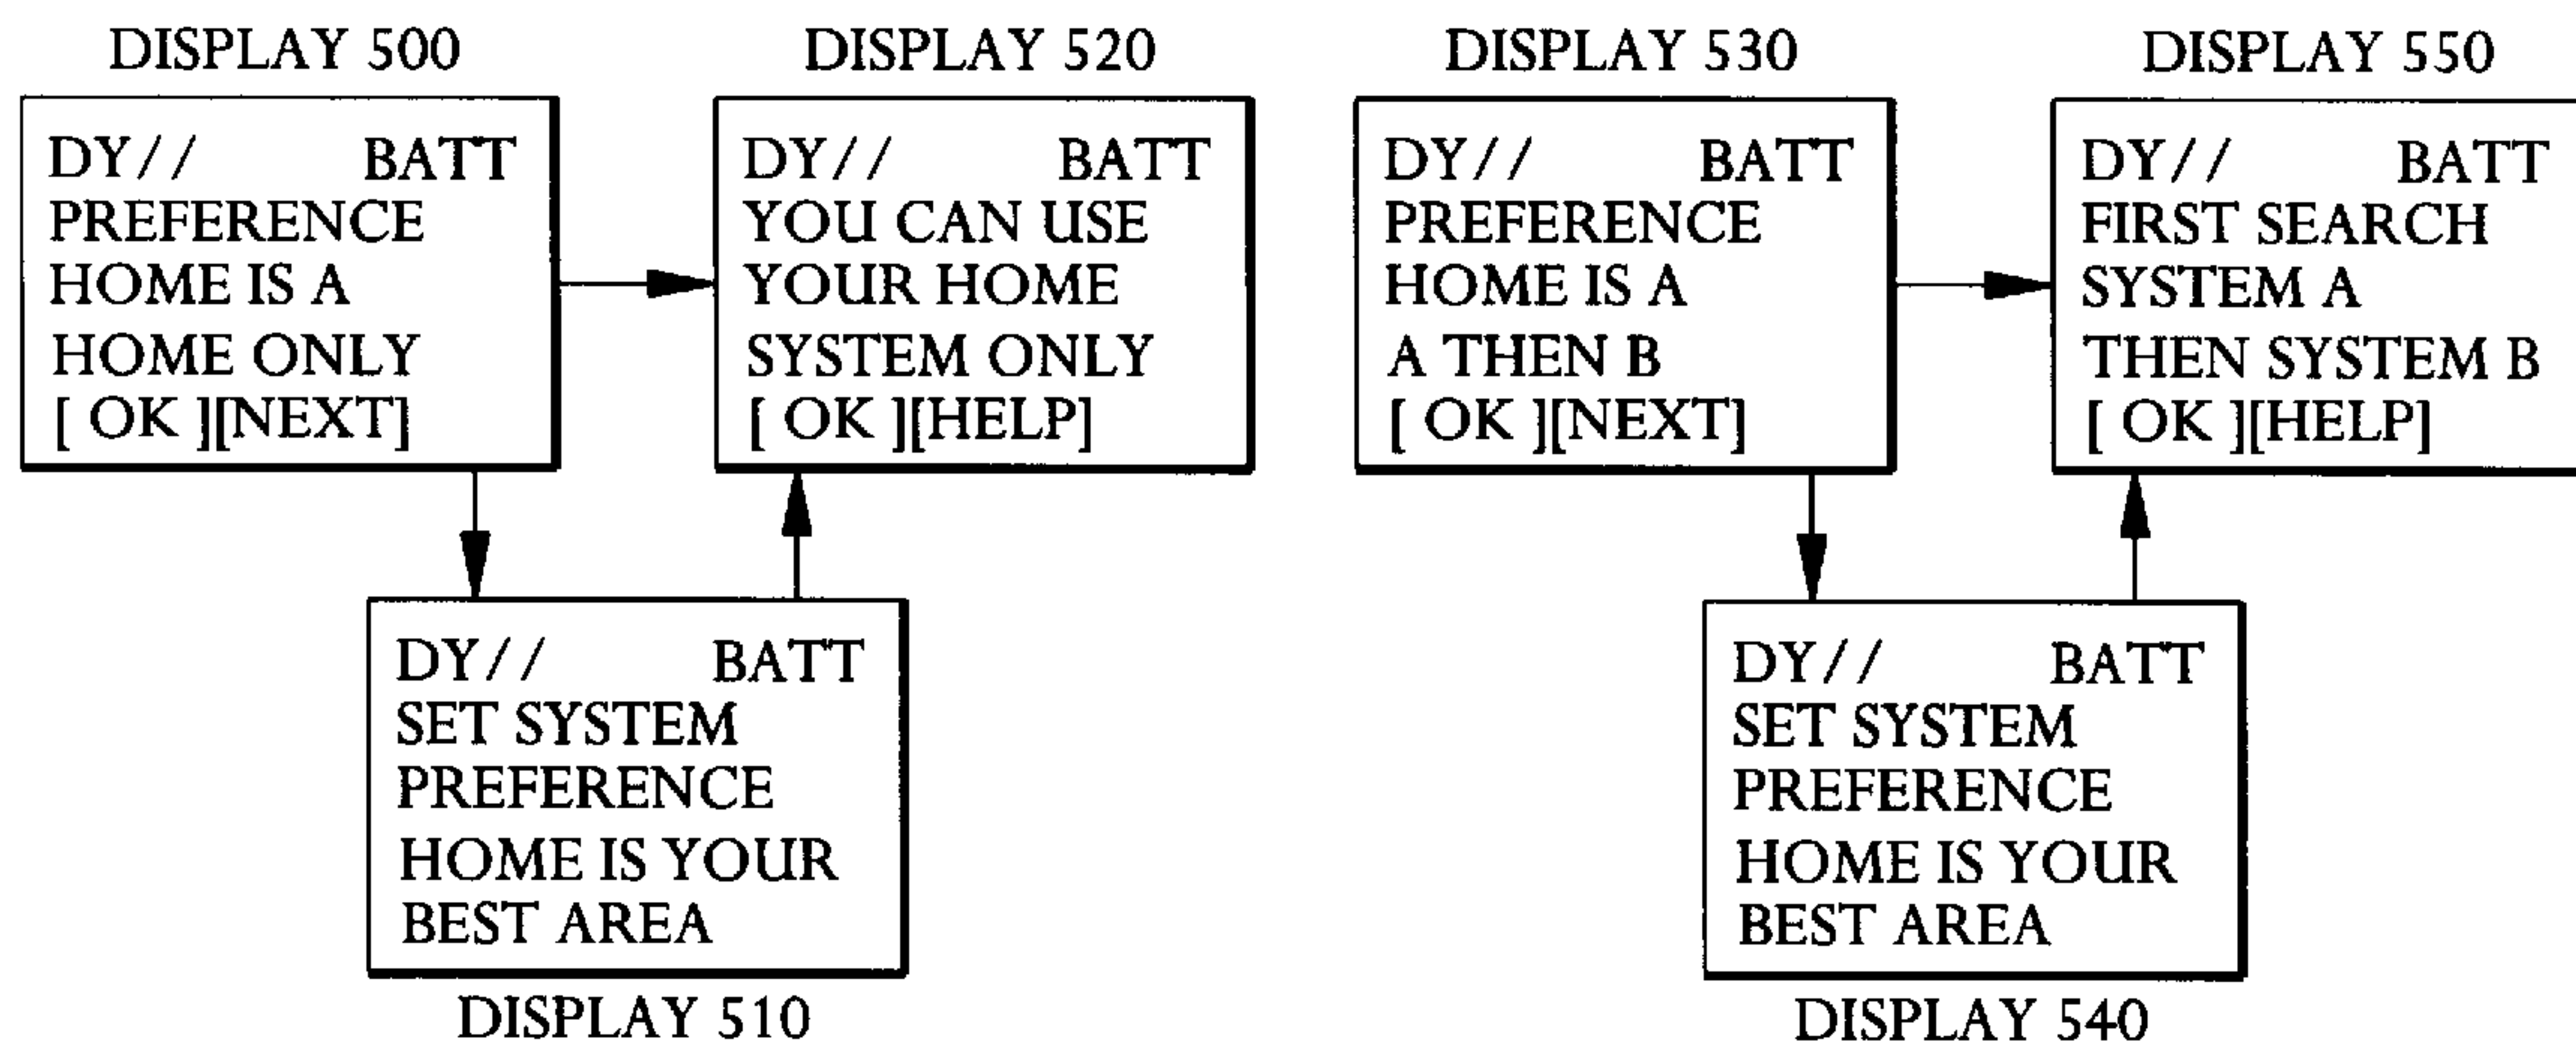 DISPLAY 500
DY// BATT
PREFERENCE
HOME IS A
HOME ONLY
[ OK ][NEXT]
DISPLAY 520
DY// BATT
YOU CAN USE
YOUR HOME
SYSTEM ONLY
[ OK ][HELP]
DY// BATT
SET SYSTEM
PREFERENCE
HOME IS YOUR
BEST AREA
DISPLAY 510
DISPLAY 530
DY// BATT
PREFERENCE
HOME IS A
A THEN B
[ OK ][NEXT]
DISPLAY 550
DY// BATT
FIRST SEARCH
SYSTEM A
THEN SYSTEM B
[ OK ][HELP]
DY// BATT
SET SYSTEM
PREFERENCE
HOME IS YOUR
BEST AREA
DISPLAY 540